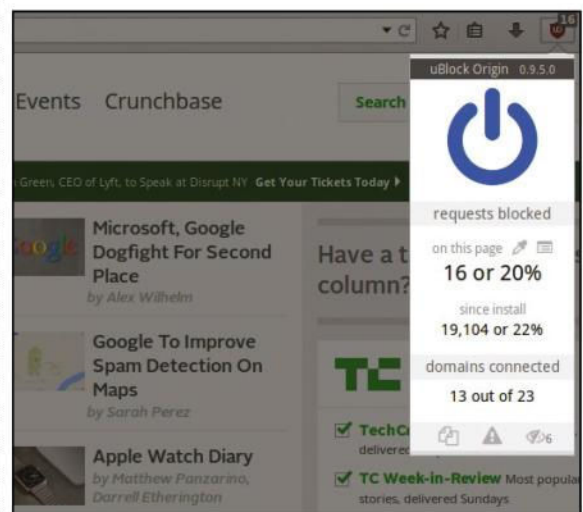 16
uBlock Origin 0.9.5.0
Events Crunchbase
Search
requests blocked
on this page
16 or 20%
since install
19,104 or 22%
domains connected
13 out of 23
6
n Green, CEO of Lyft, to Speak at Disrupt NY Get Your Tickets Today
Google
Microsoft, Google
Dogfight For Second
Place
by Alex Wilhelm
Google To Improve
Spam Detection On
Maps
by Sarah Perez
Apple Watch Diary
by Matthew Panzarino,
Darrell Etherington
Have a t
column?
s
TC
TechC
delivered
TC Week-in-Review Most popula
stories, delivered Sundays